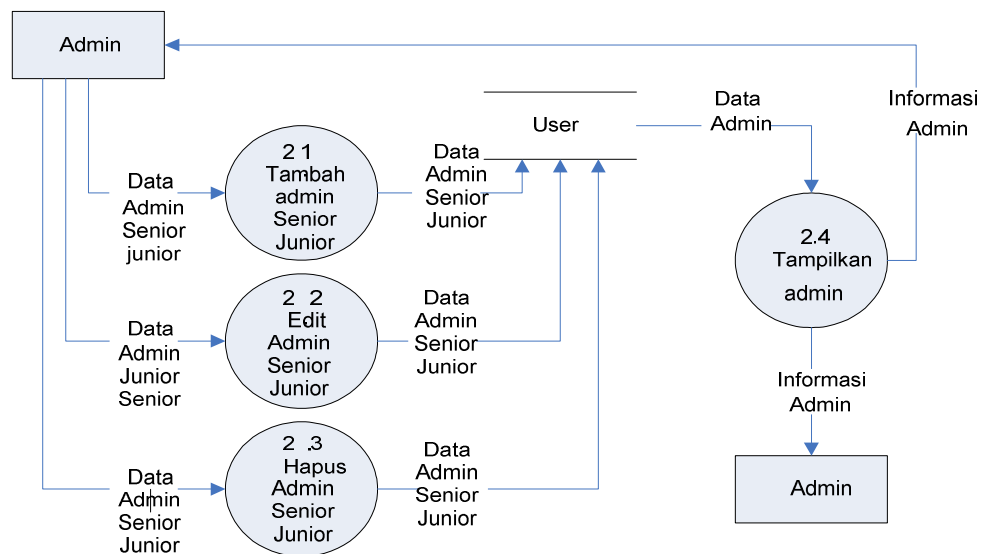 Admin
User
Data
Admin
Informasi
Admin
2 1
Tambah
admin
Senior
Junior
Data
Admin
Senior
junior
Data
Admin
Senior
Junior
2.4
Tampilkan
admin
2 2
Edit
Admin
Senior
Junior
Data
Admin
Junior
Senior
Data
Admin
Senior
Junior
Informasi
Admin
2 .3
Hapus
Admin
Senior
Junior
Data
Admin
Senior
Junior
Data
Admin
Senior
Junior
Admin